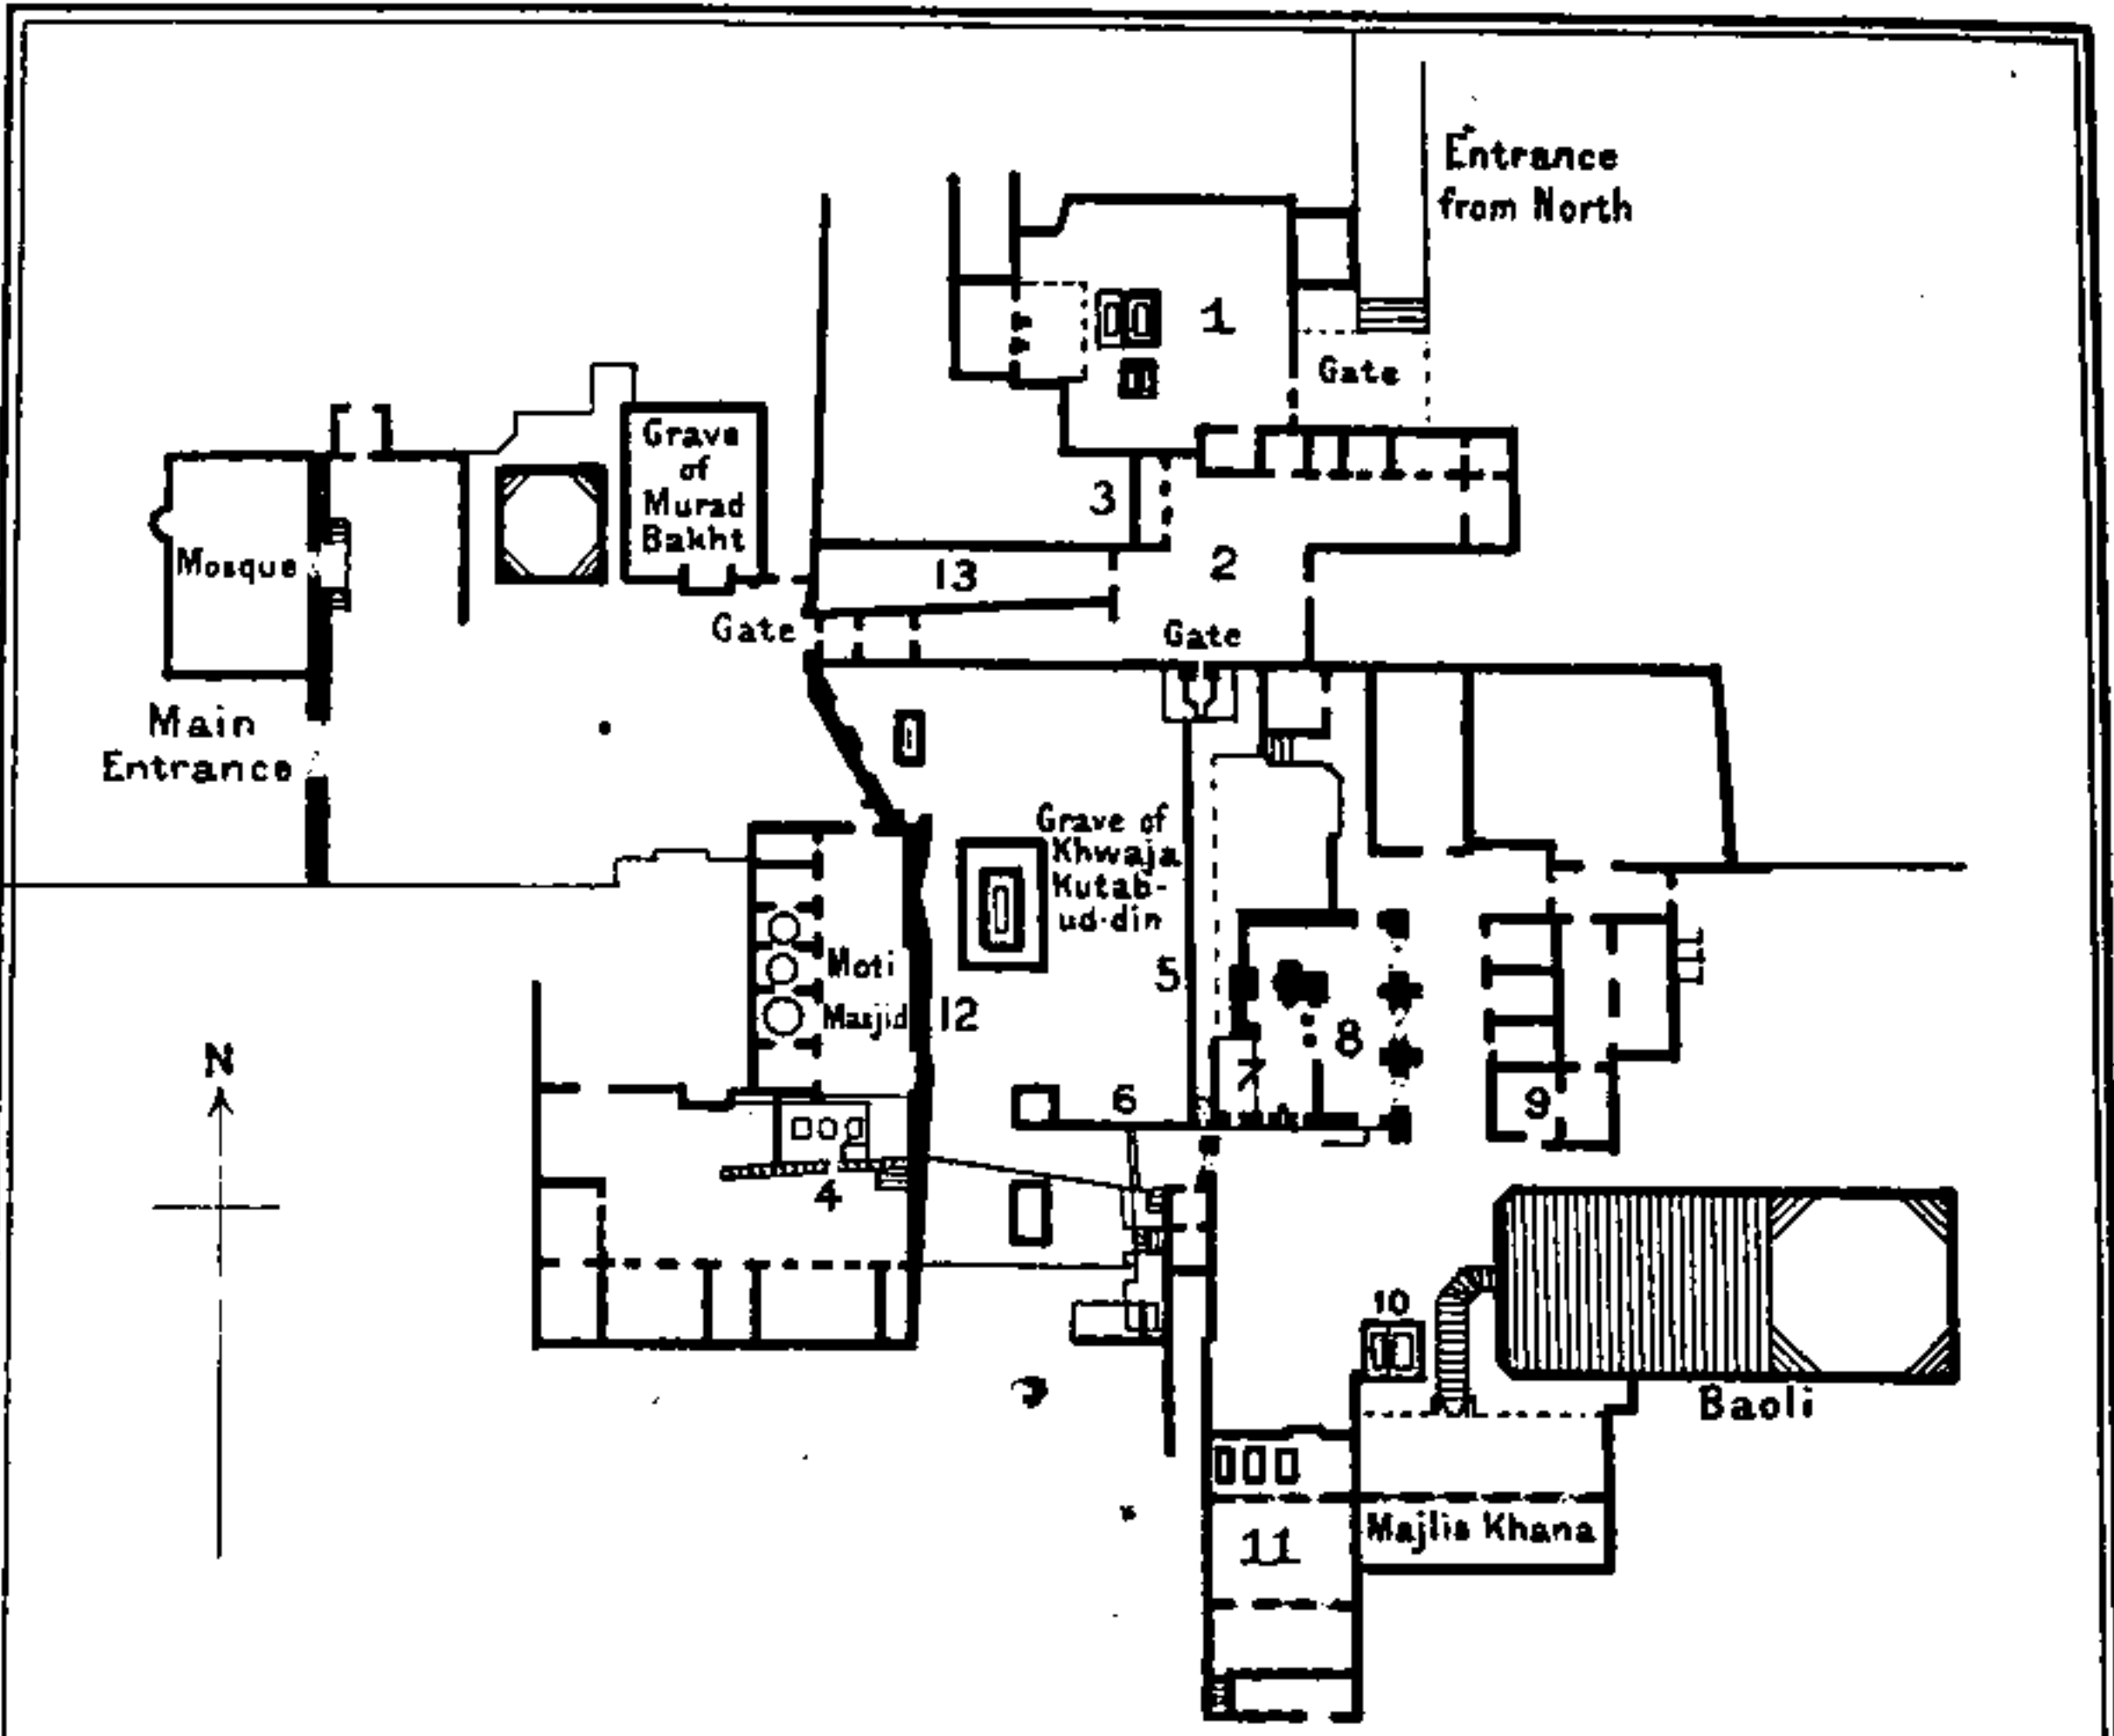 Entrance
from North
1
Gate
Grave
of
Murad
Bakht
3
Mosque
2
13
Gate
Gate
Main
Entrance
Grave of
Khwaja
Kutab-
ud-din
Moti
Masjid
12
5
8
7
N
6
9
4
10
Baoli
11
Majlis Khana